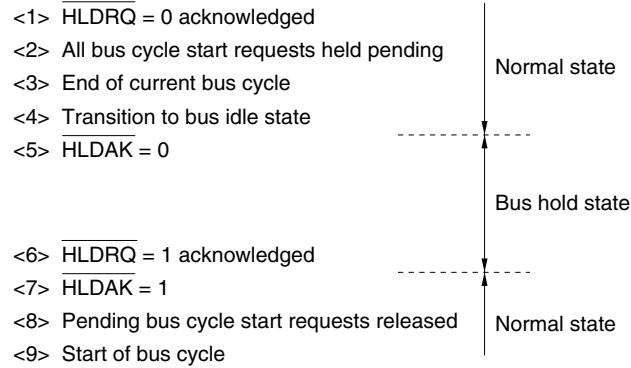 <1> HLDRQ = 0 acknowledged
<2> All bus cycle start requests held pending
<3> End of current bus cycle
<4> Transition to bus idle state
<5> HLDAK = 0
Normal state
Bus hold state
<6> HLDRQ = 1 acknowledged
<7> HLDAK = 1
<8> Pending bus cycle start requests released
<9> Start of bus cycle
Normal state